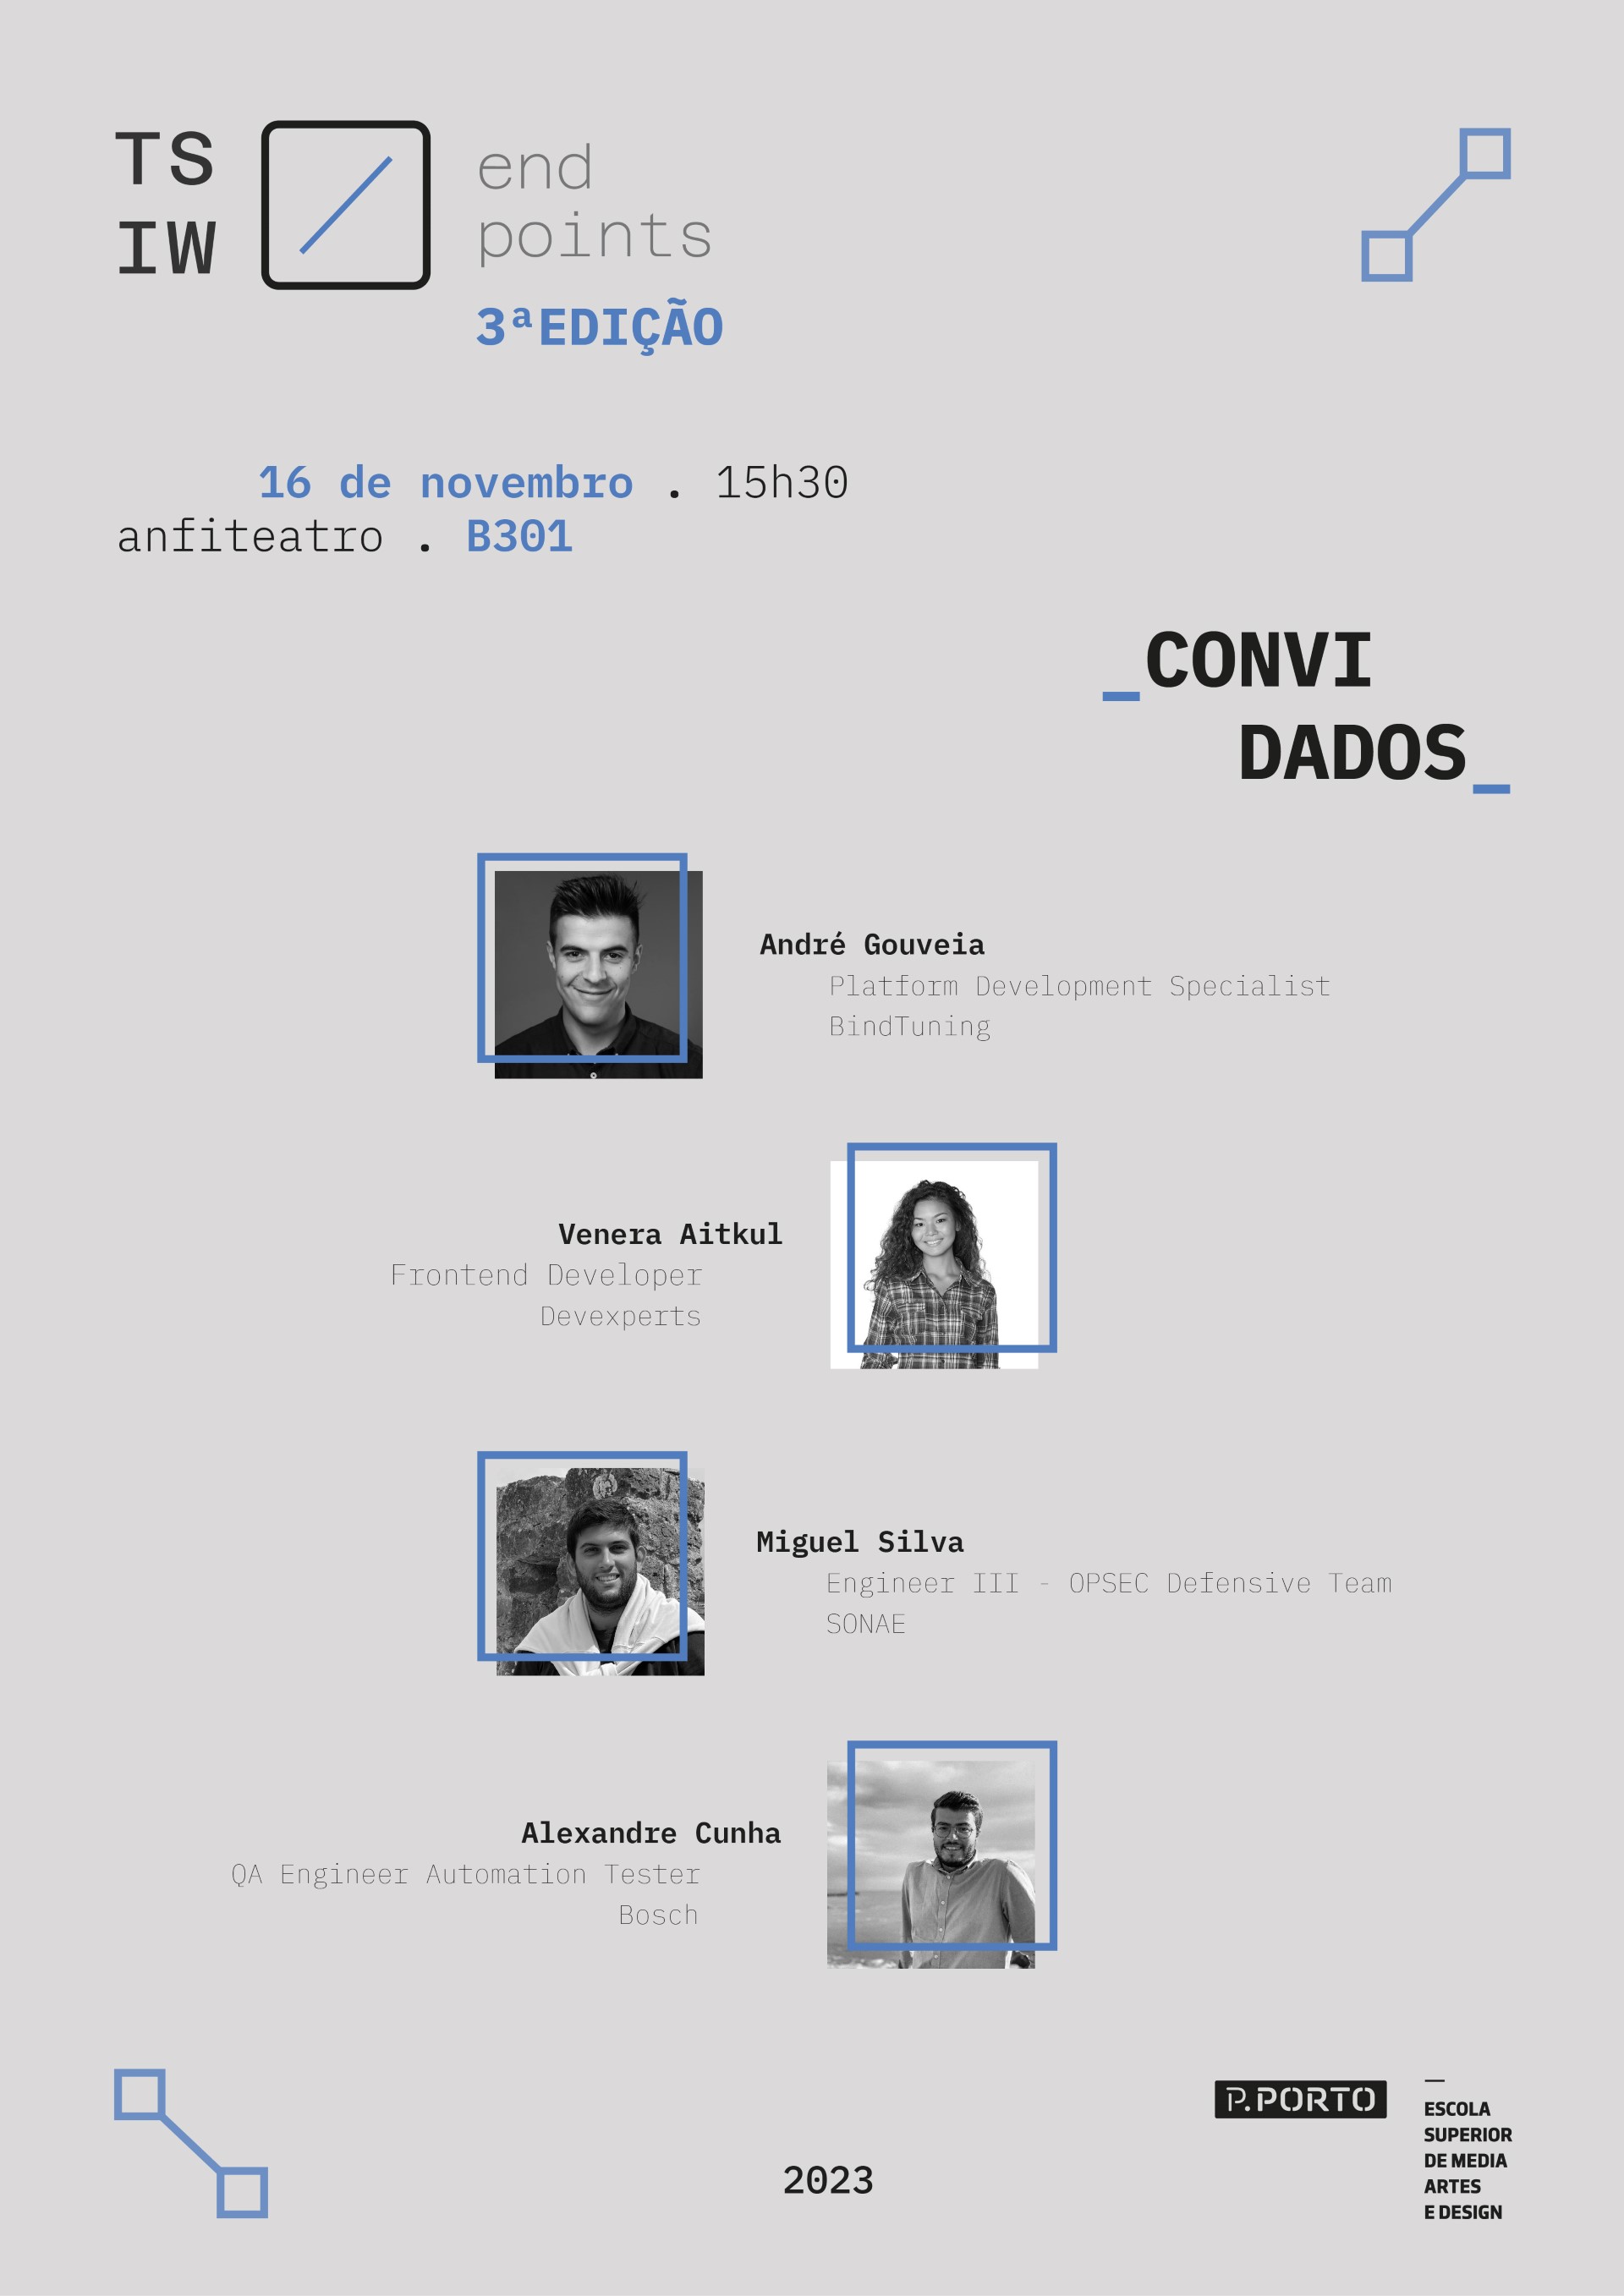 TS
IW
end
points
3ªEDIÇÃO
16 de novembro . 15h30
anfiteatro . B301
_CONVI
DADOS_
André Gouveia
Platform Development Specialist
BindTuning
Venera Aitkul
Frontend Developer
Devexperts
Miguel Silva
Engineer III - OPSEC Defensive Team
SONAE
Alexandre Cunha
QA Engineer Automation Tester
Bosch
2023
P.PORTO
ESCOLA
SUPERIOR
DE MEDIA
ARTES
E DESIGN